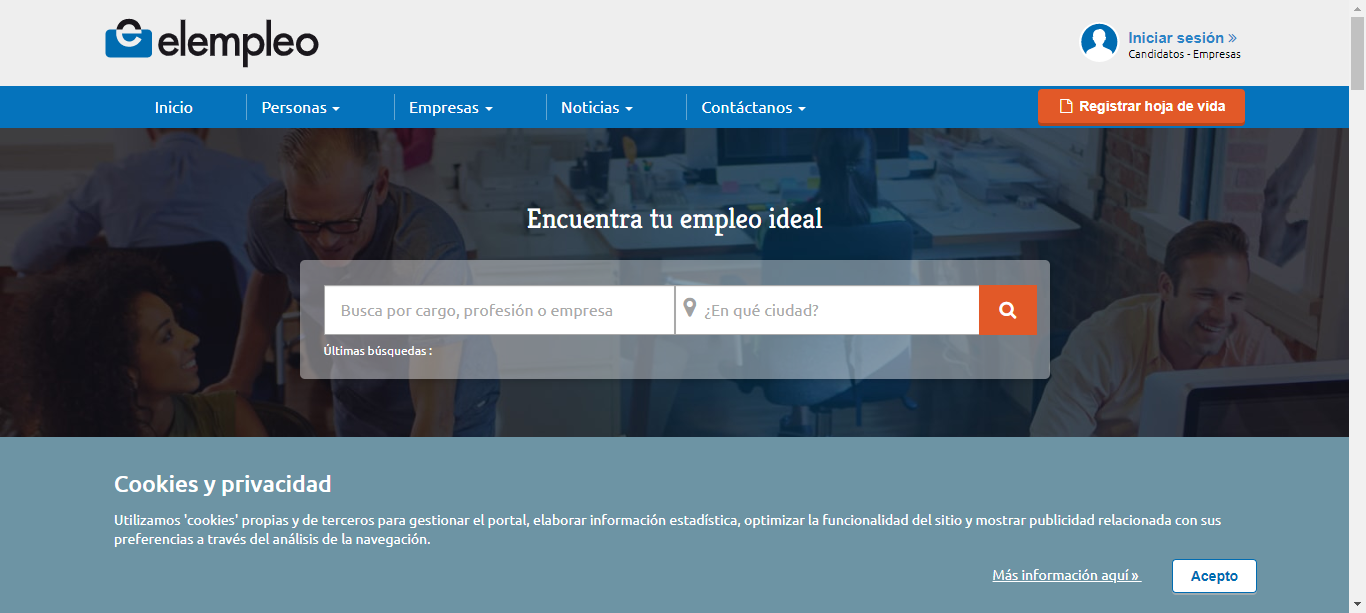 elempleo
Iniciar sesión »
Candidatos - Empresas
Inicio
Personas
Empresas
Noticias
Contáctanos
Registrar hoja de vida
Encuentra tu empleo ideal
Busca por cargo, profesión o empresa
¿En qué ciudad?
Últimas búsquedas :
Cookies y privacidad
Utilizamos 'cookies' propias y de terceros para gestionar el portal, elaborar información estadística, optimizar la funcionalidad del sitio y mostrar publicidad relacionada con sus
preferencias a través del análisis de la navegación.
Más información aquí »
Acepto